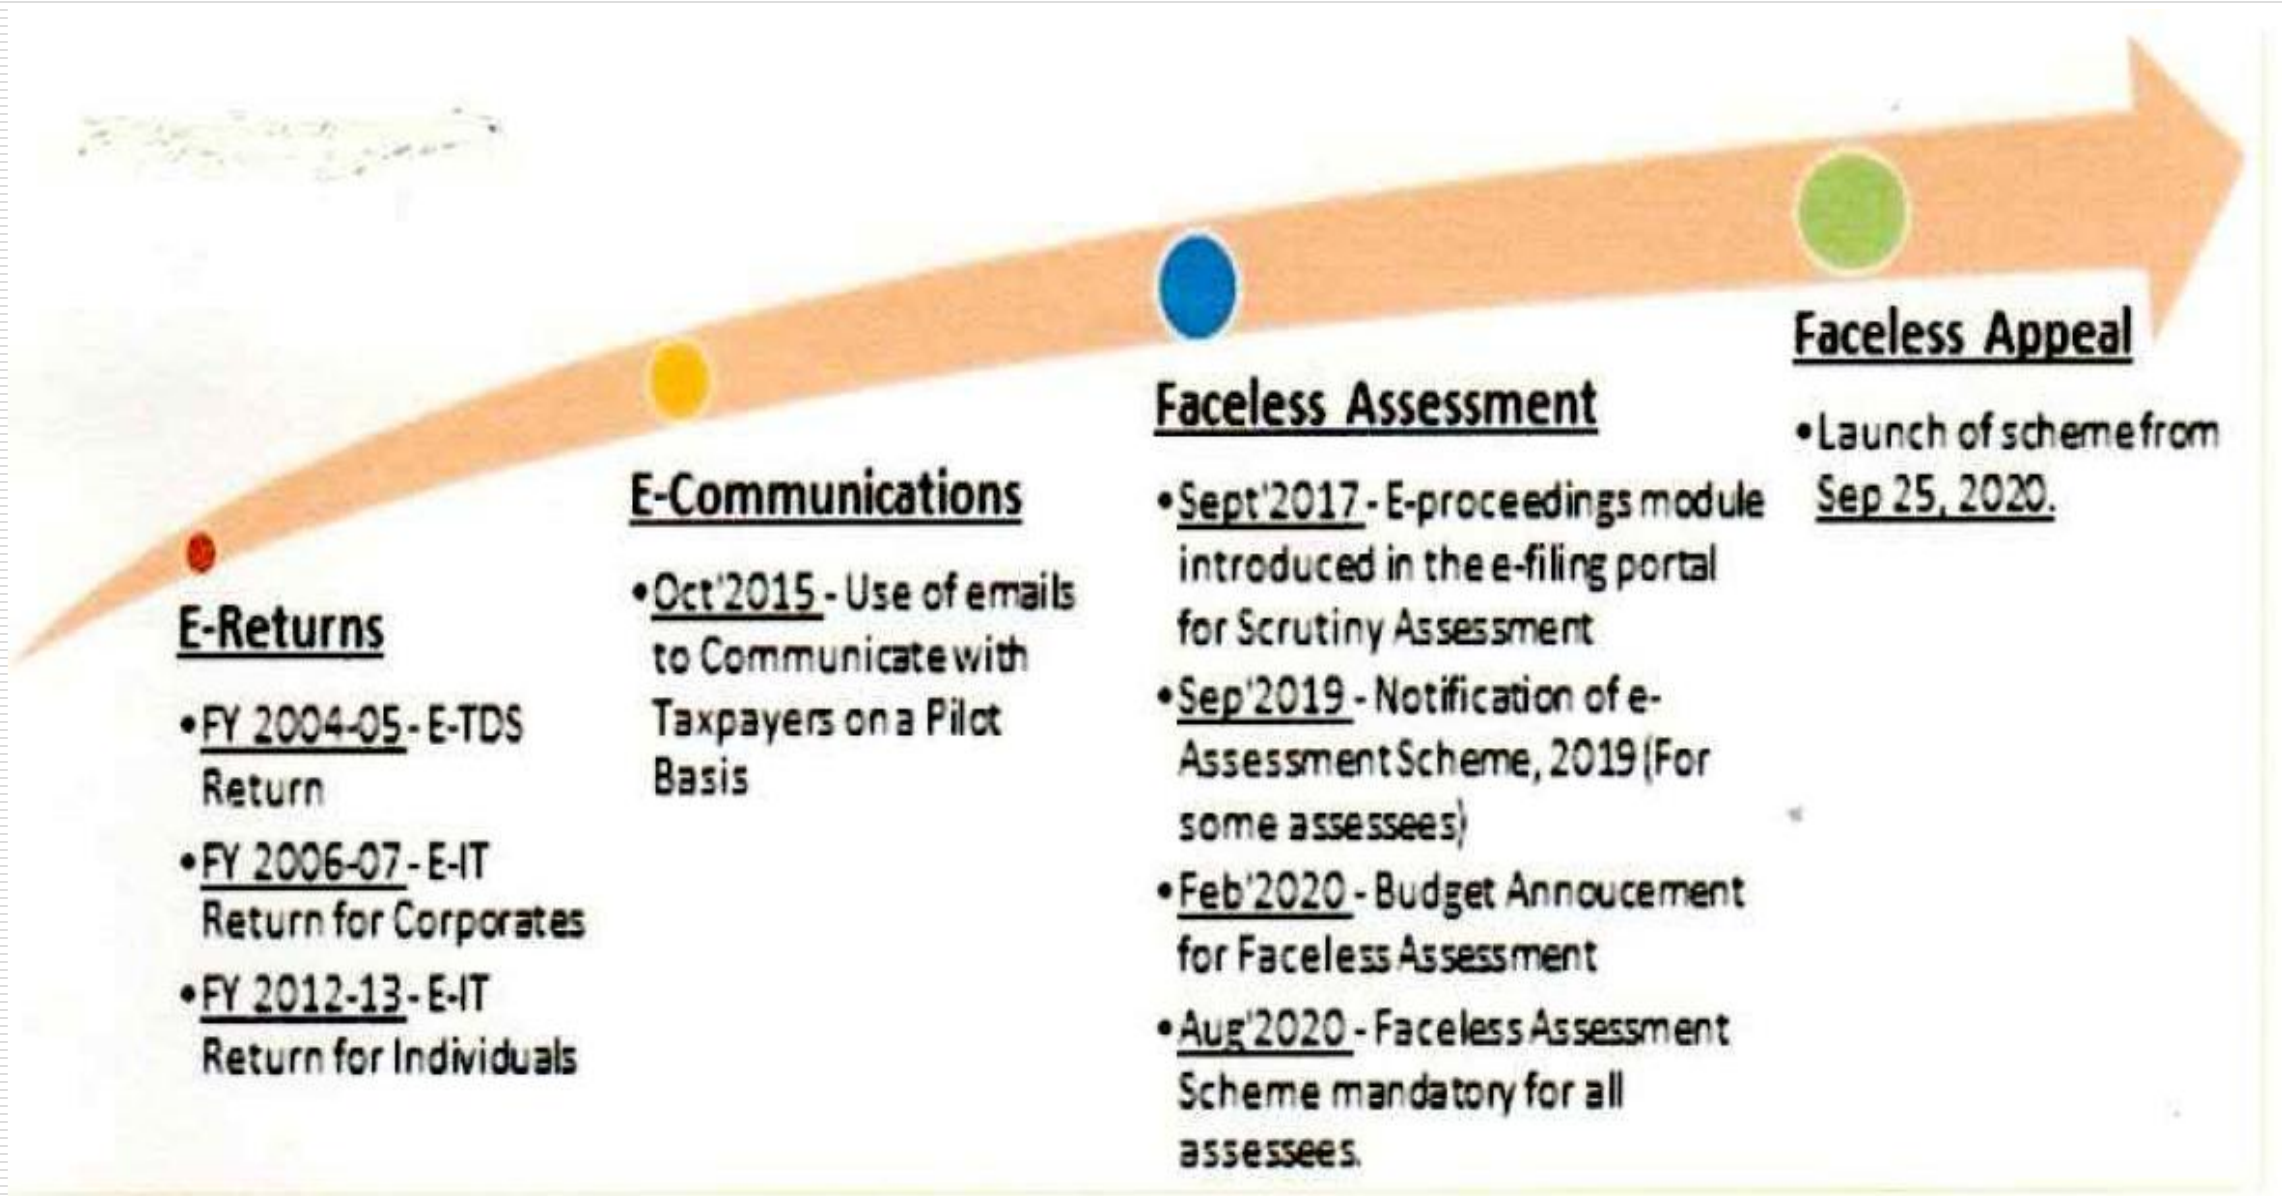 E-Returns
•FY 2004-05 - E-TDS
Return
•FY 2006-07 - E-IT
Return for Corporates
•FY 2012-13 - E-IT
Return for Individuals
E-Communications
•Oct'2015 - Use of emails
to Communicate with
Taxpayers on a Pilot
Basis
Faceless Assessment
•Sept'2017 - E-proceedings module
introduced in the e-filing portal
for Scrutiny Assessment
•Sep'2019 - Notification of e-
Assessment Scheme, 2019 (For
some assessees)
•Feb'2020 - Budget Annoucement
for Faceless Assessment
•Aug'2020 - Faceless Assessment
Scheme mandatory for all
assessees.
Faceless Appeal
•Launch of scheme from
Sep 25, 2020.